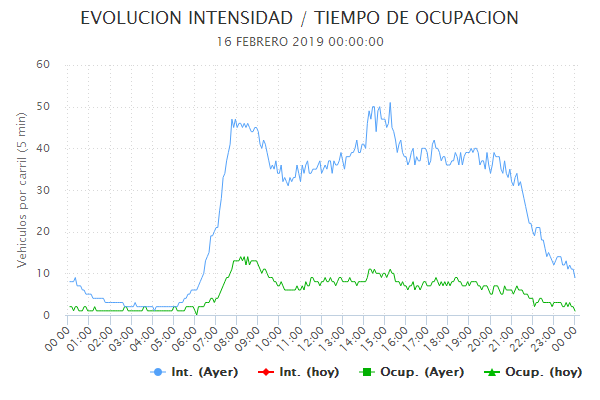 EVOLUCION INTENSIDAD / TIEMPO DE OCUPACION
16 FEBRERO 2019 00:00:00
Vehiculos por carril (5 min)
60
50
40
30
20
10
0
00:00 01:00 02:00 03:00 04:00 05:00 06:00 07:00 08:00 09:00 10:00 11:00 12:00 13:00 14:00 15:00 16:00 17:00 18:00 19:00 20:00 21:00 22:00 23:00 00:00
Int. (Ayer) Int. (hoy) Ocup. (Ayer) Ocup. (hoy)